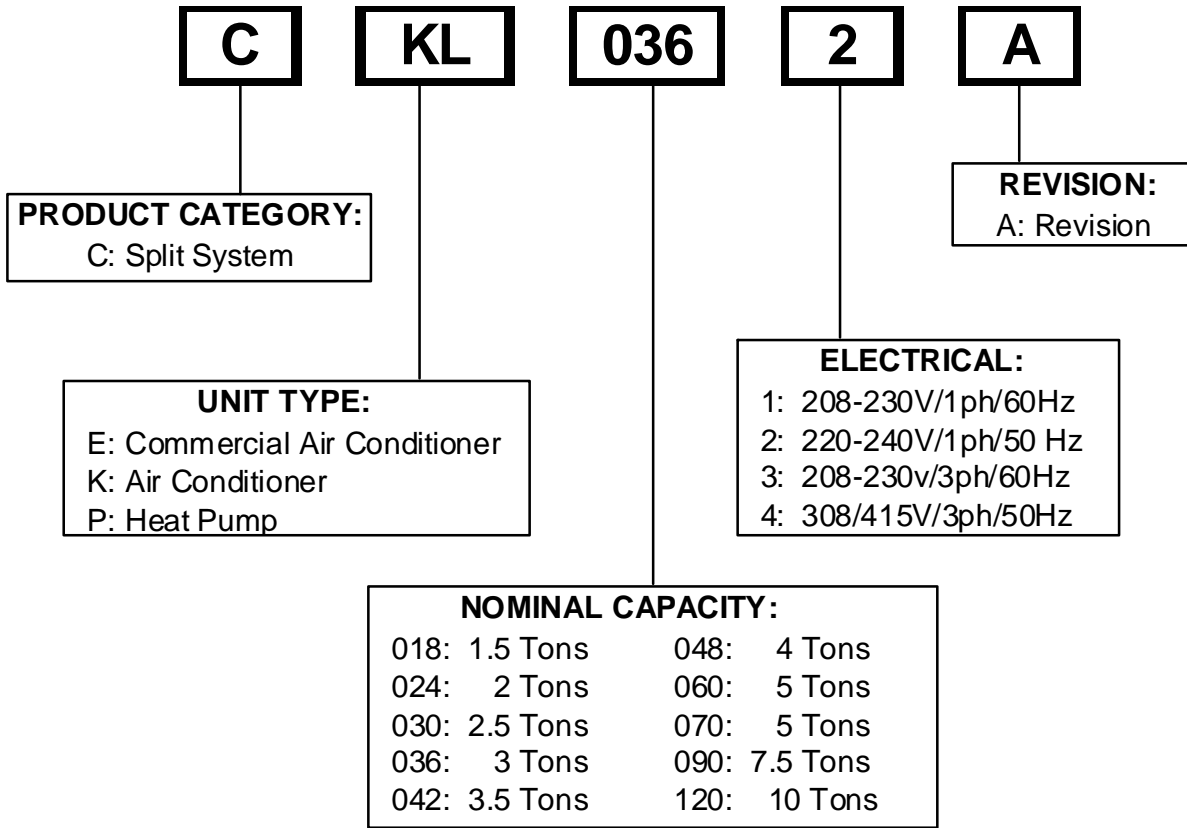 C KL 036 2 A
PRODUCT CATEGORY:
C: Split System
REVISION:
A: Revision
UNIT TYPE:
E: Commercial Air Conditioner
K: Air Conditioner
P: Heat Pump
ELECTRICAL:
1: 208-230V/1ph/60Hz
2: 220-240V/1ph/50 Hz
3: 208-230v/3ph/60Hz
4: 308/415V/3ph/50Hz
NOMINAL CAPACITY:
018: 1.5 Tons 048: 4 Tons
024: 2 Tons 060: 5 Tons
030: 2.5 Tons 070: 5 Tons
036: 3 Tons 090: 7.5 Tons
042: 3.5 Tons 120: 10 Tons